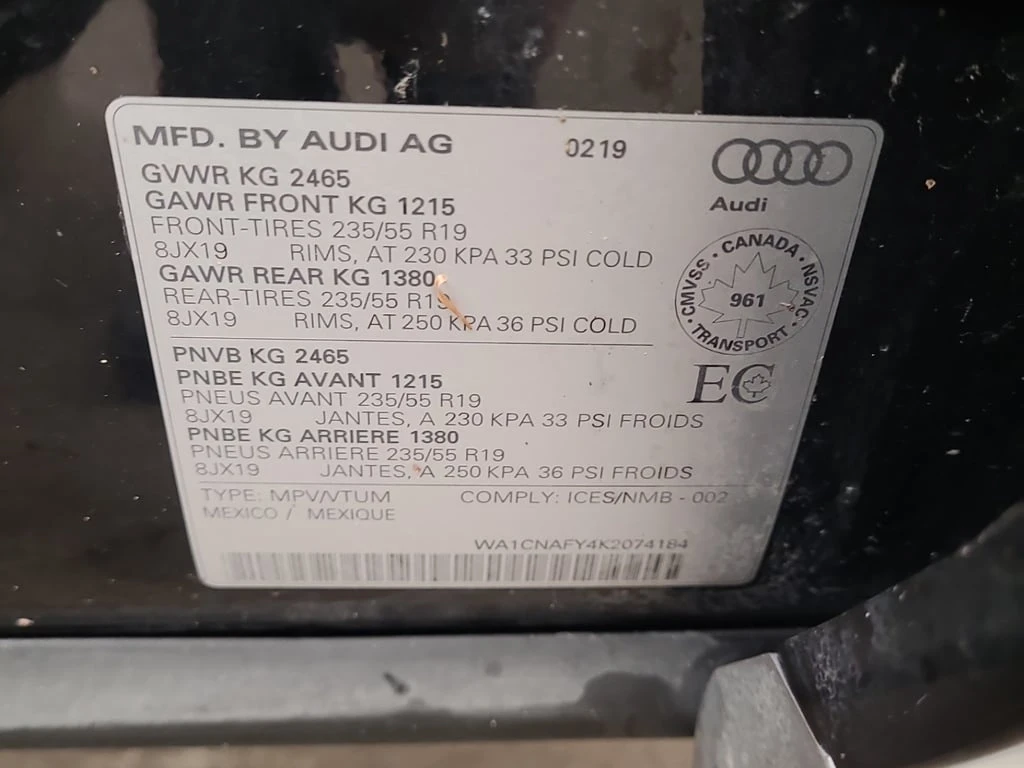 MFD. BY AUDI AG 0219
Audi
GVWR KG 2465
GAWR FRONT KG 1215
FRONT-TIRES 235/55 R19
8JX19 RIMS, AT 230 KPA 33 PSI COLD
GAWR REAR KG 1380
REAR-TIRES 235/55 R19
8JX19 RIMS, AT 250 KPA 36 PSI COLD
CMVSS · CANADA · NSVAC · TRANSPORT ·
961
PNVB KG 2465
PNBE KG AVANT 1215
PNEUS AVANT 235/55 R19
8JX19 JANTES, A 230 KPA 33 PSI FROIDS
PNBE KG ARRIERE 1380
PNEUS ARRIERE 235/55 R19
8JX19 JANTES, A 250 KPA 36 PSI FROIDS
EC
TYPE: MPV/VTUM COMPLY: ICES/NMB - 002
MEXICO / MEXIQUE
WA1CNAFY4K2074184